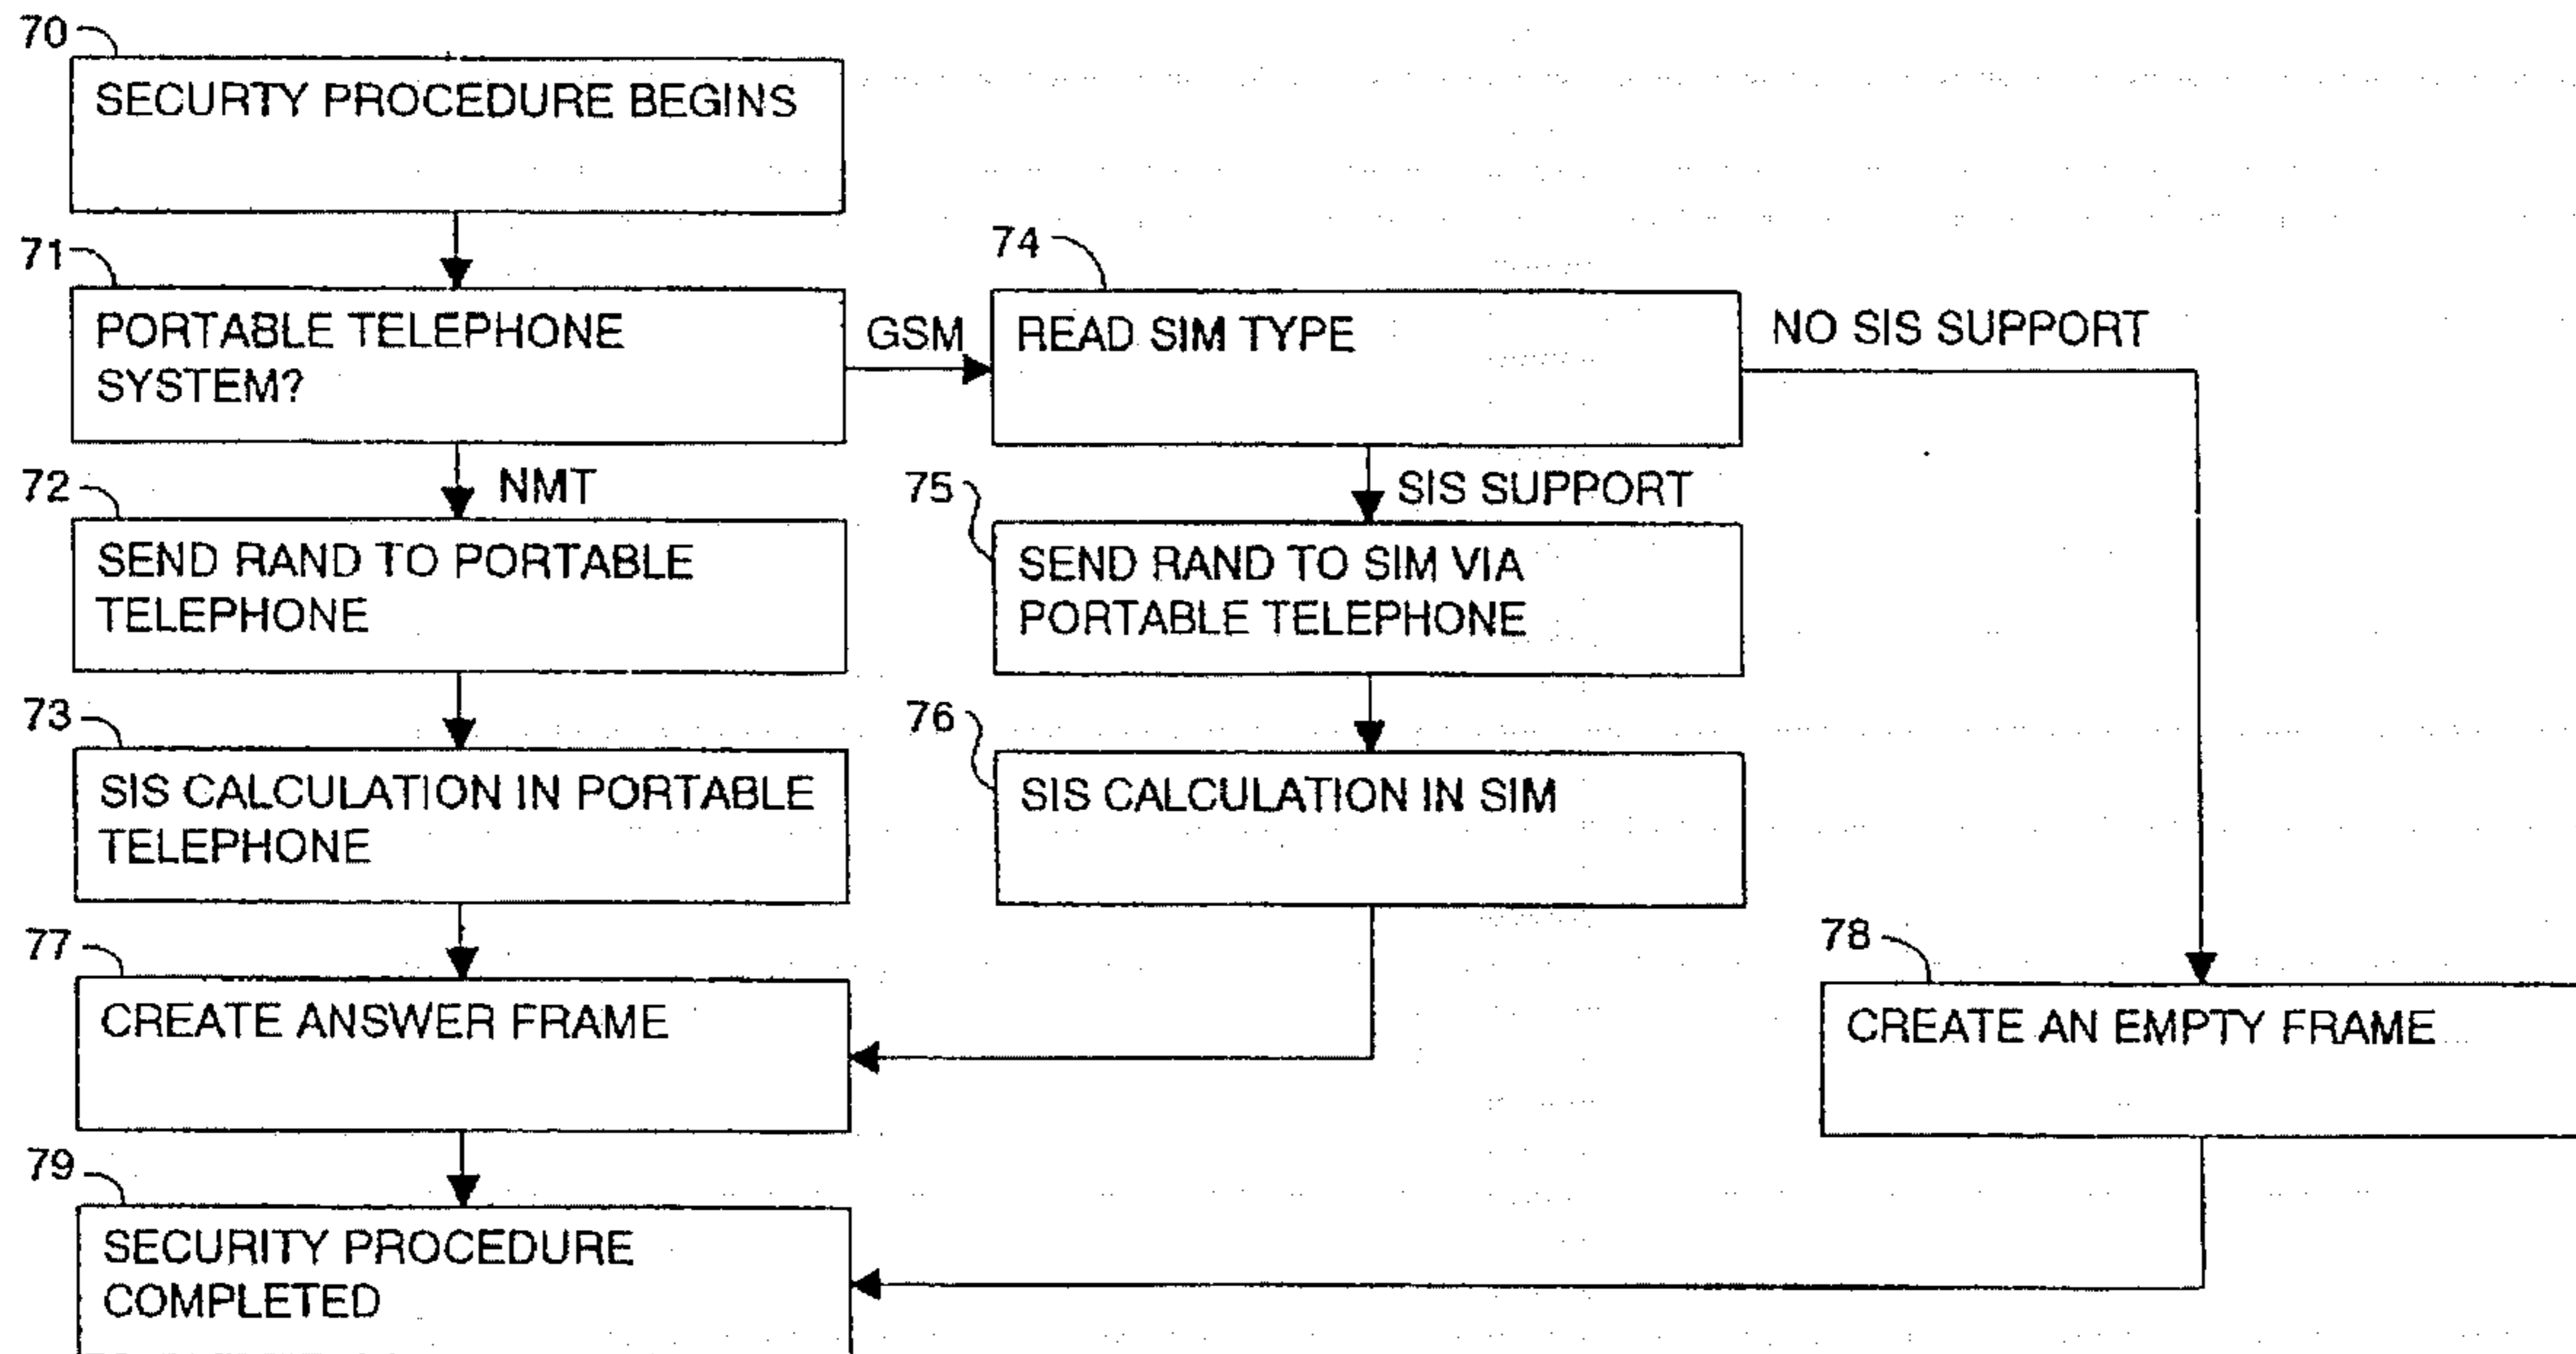 70
SECURTY PROCEDURE BEGINS
71
PORTABLE TELEPHONE
SYSTEM?
GSM
74
READ SIM TYPE
NO SIS SUPPORT
NMT
72
SEND RAND TO PORTABLE
TELEPHONE
SIS SUPPORT
75
SEND RAND TO SIM VIA
PORTABLE TELEPHONE
73
SIS CALCULATION IN PORTABLE
TELEPHONE
76
SIS CALCULATION IN SIM
77
CREATE ANSWER FRAME
78
CREATE AN EMPTY FRAME
79
SECURITY PROCEDURE
COMPLETED